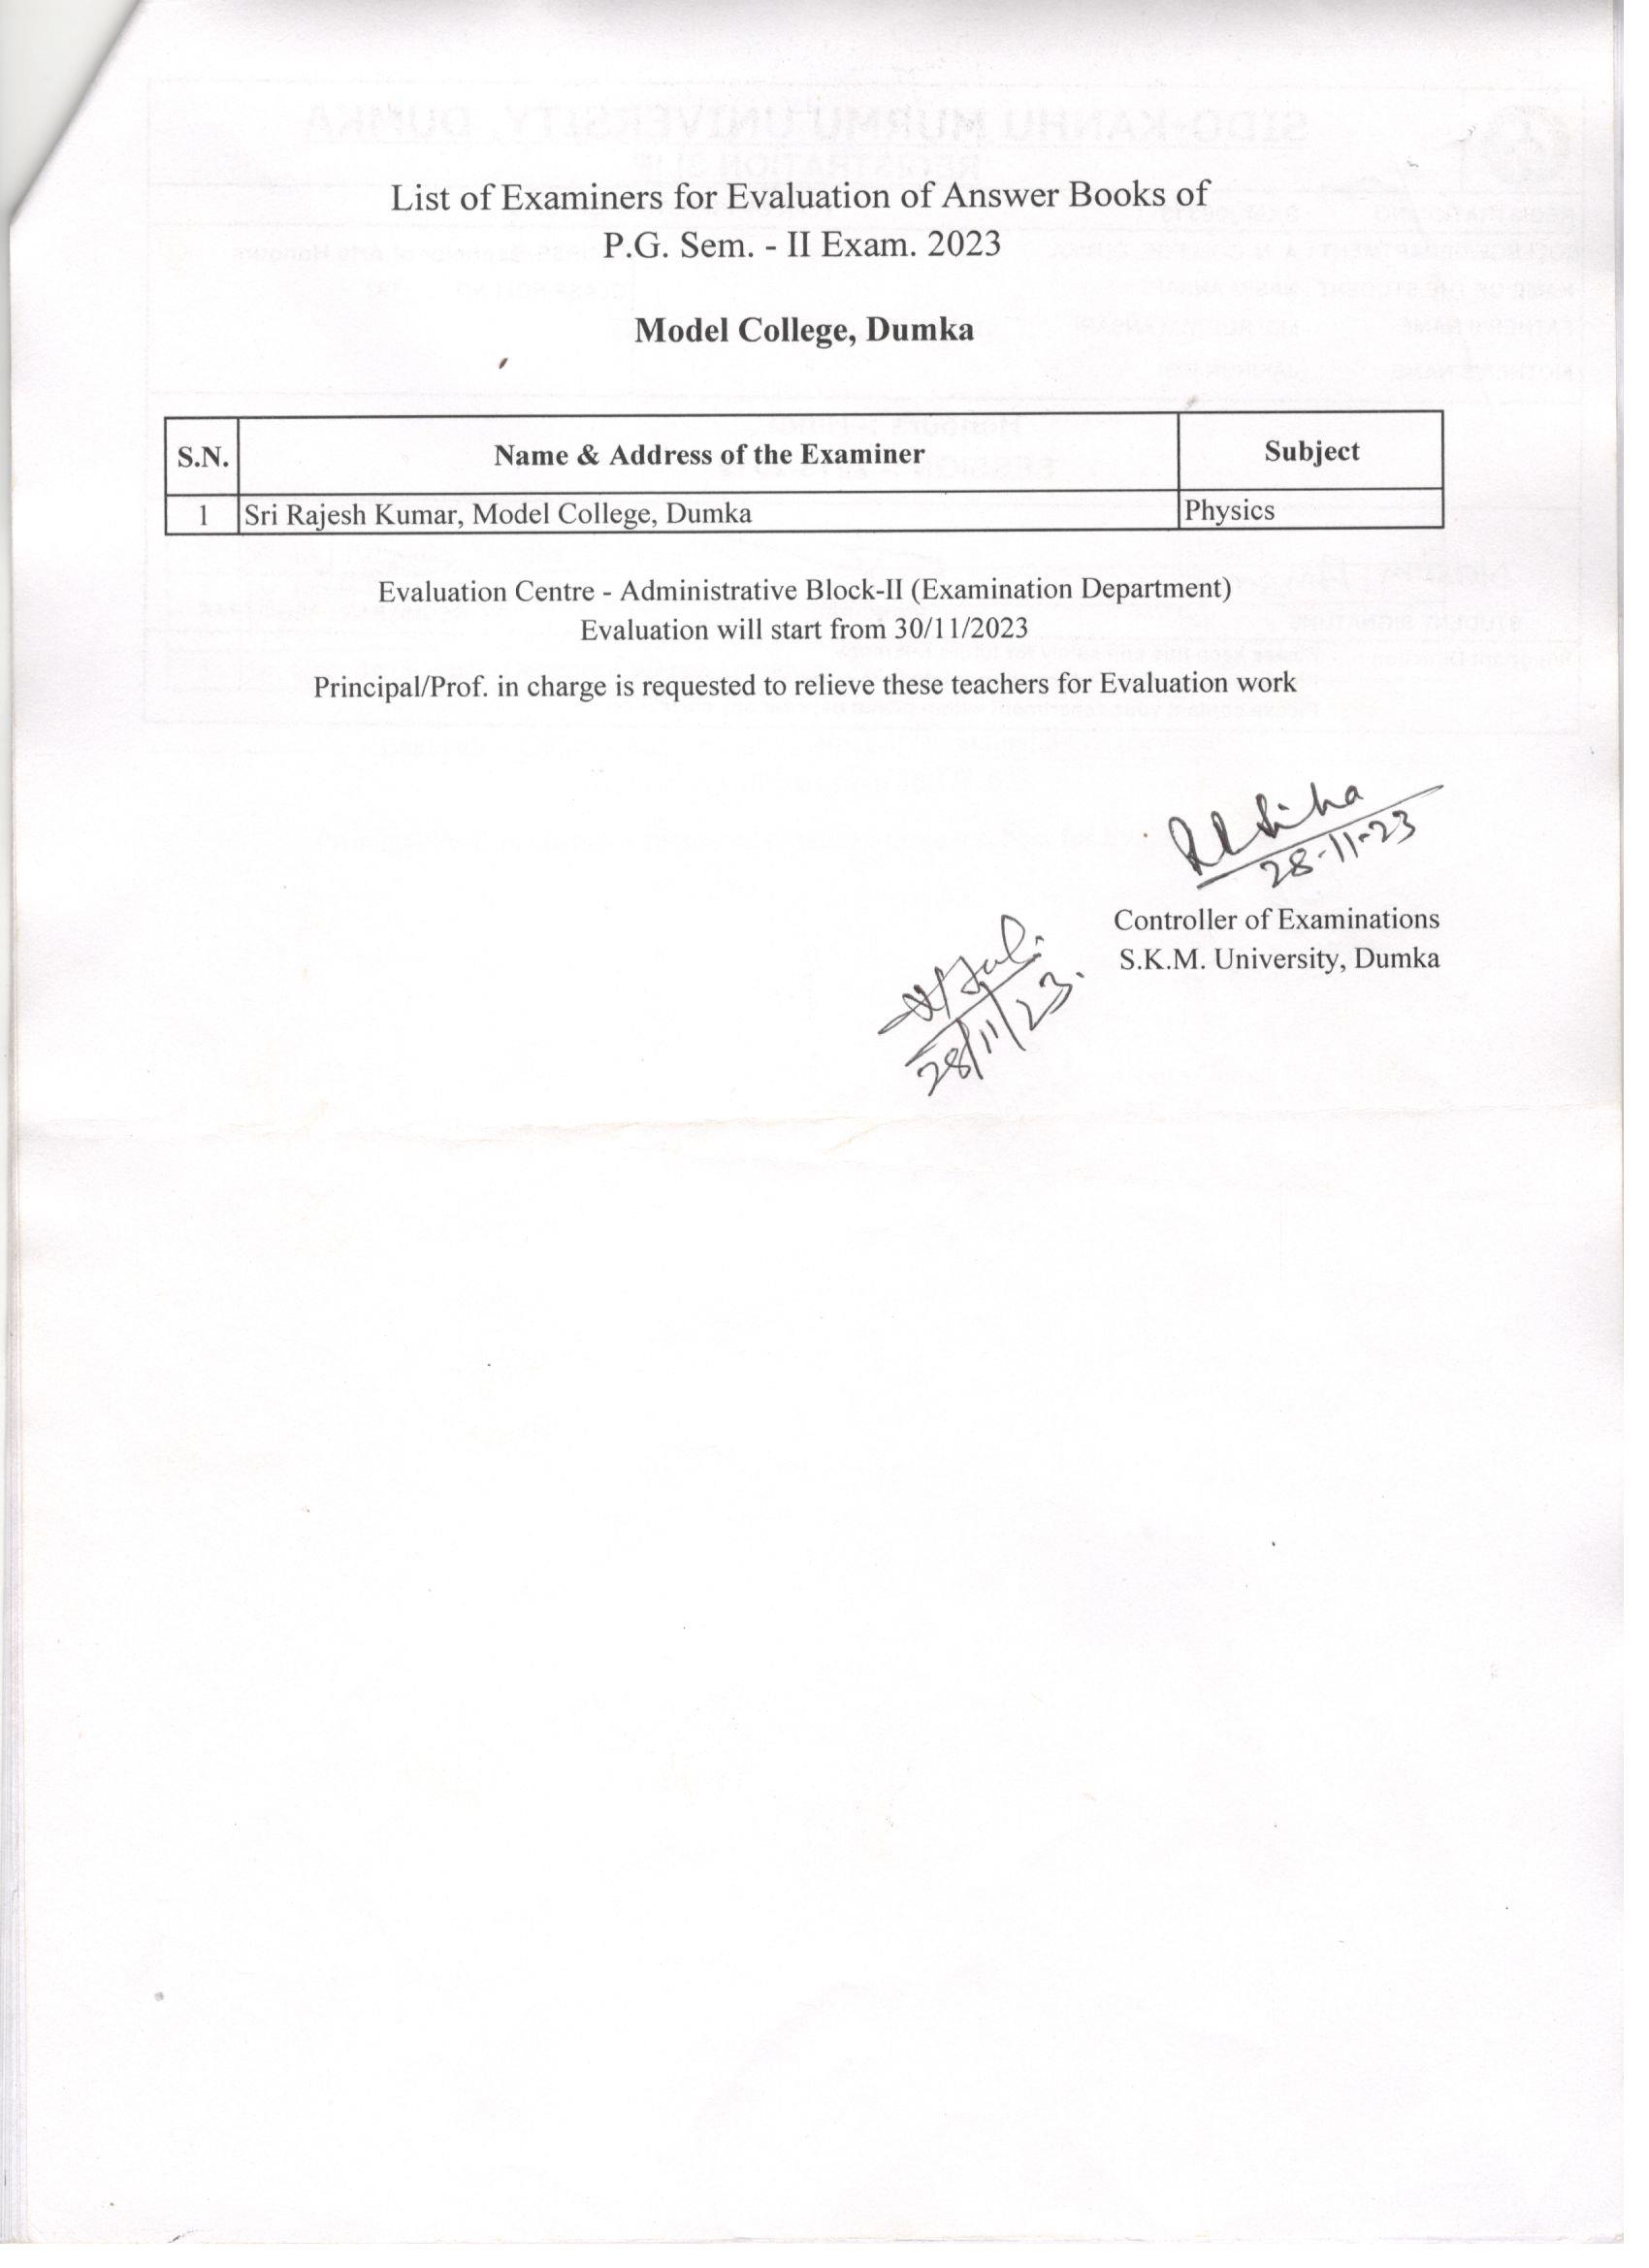 List of Examiners for Evaluation of Answer Books of
P.G. Sem. - II Exam. 2023
Model College, Dumka
S.N. Name & Address of the Examiner Subject
1 Sri Rajesh Kumar, Model College, Dumka Physics
Evaluation Centre - Administrative Block-II (Examination Department)
Evaluation will start from 30/11/2023
Principal/Prof. in charge is requested to relieve these teachers for Evaluation work
28-11-23
Controller of Examinations
S.K.M. University, Dumka
28/11/23.